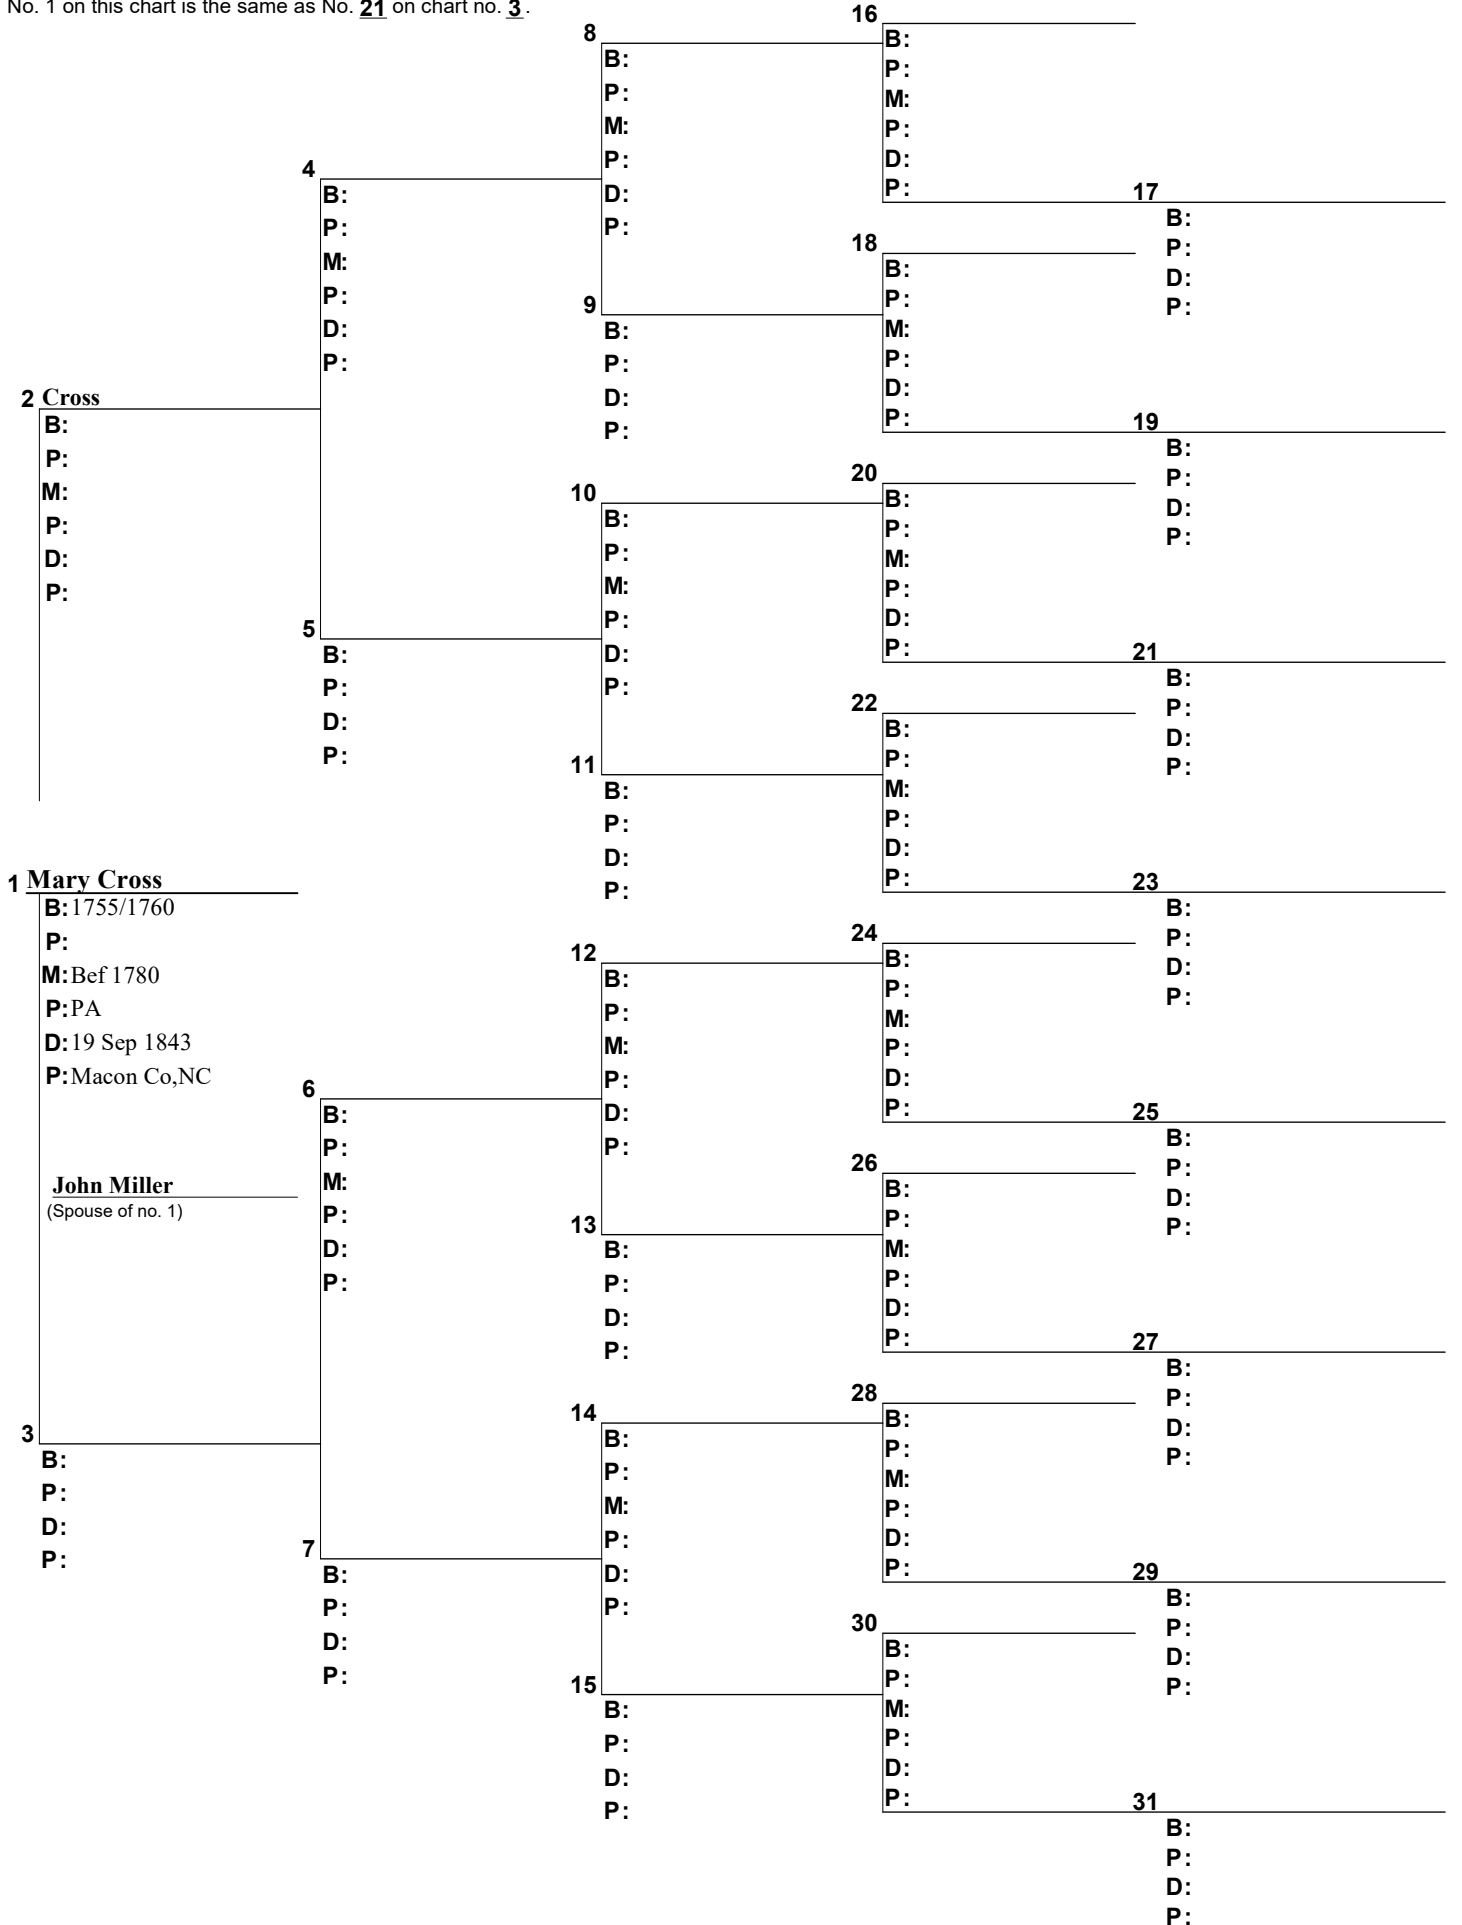 No. 1 on this chart is the same as No. 21 on chart no. 3.
16
B:
P:
M:
P:
D:
P:
8
B:
P:
M:
P:
D:
P:
17
B:
P:
D:
P:
4
B:
P:
M:
P:
D:
P:
18
B:
P:
M:
P:
D:
P:
9
B:
P:
D:
P:
19
B:
P:
D:
P:
2 Cross
B:
P:
M:
P:
D:
P:
20
B:
P:
M:
P:
D:
P:
10
B:
P:
M:
P:
D:
P:
21
B:
P:
D:
P:
5
B:
P:
D:
P:
22
B:
P:
M:
P:
D:
P:
11
B:
P:
D:
P:
23
B:
P:
D:
P:
1 Mary Cross
B: 1755/1760
P:
M: Bef 1780
P: PA
D: 19 Sep 1843
P: Macon Co,NC
John Miller
(Spouse of no. 1)
24
B:
P:
M:
P:
D:
P:
12
B:
P:
M:
P:
D:
P:
25
B:
P:
D:
P:
6
B:
P:
M:
P:
D:
P:
26
B:
P:
M:
P:
D:
P:
13
B:
P:
D:
P:
27
B:
P:
D:
P:
3
B:
P:
D:
P:
28
B:
P:
M:
P:
D:
P:
14
B:
P:
M:
P:
D:
P:
29
B:
P:
D:
P:
7
B:
P:
D:
P:
30
B:
P:
M:
P:
D:
P:
15
B:
P:
D:
P:
31
B:
P:
D:
P: